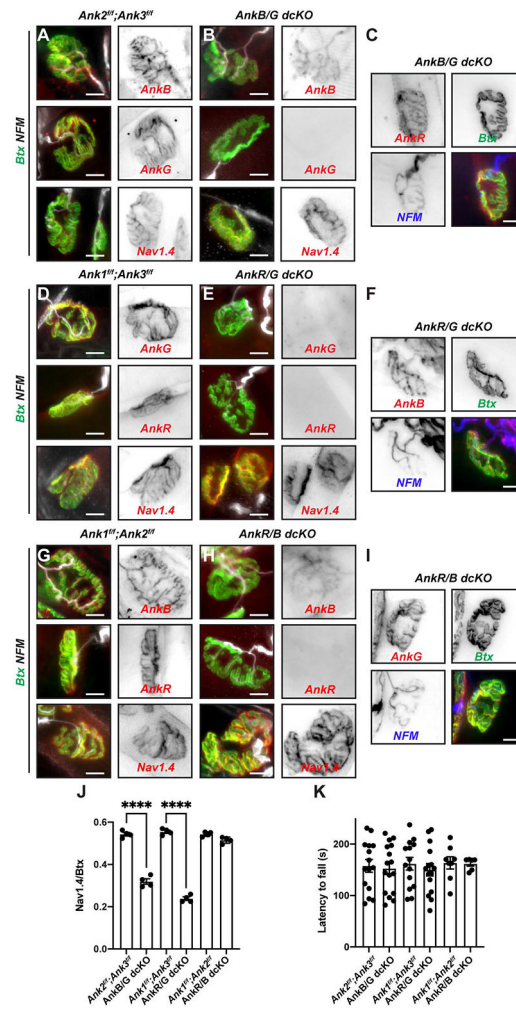 Ank2f/f;Ank3f/f AnkB/G dcKO
A B C
AnkB/G dcKO
AnkB AnkB
AnkR Btx
Btx NFM
AnkG AnkG
NFM
Nav1.4 Nav1.4
Ank1f/f;Ank3f/f AnkR/G dcKO
D E F
AnkR/G dcKO
AnkG AnkG
AnkB Btx
Btx NFM
AnkR AnkR
NFM
Nav1.4 Nav1.4
Ank1f/f;Ank2f/f AnkR/B dcKO
G H I
AnkR/B dcKO
AnkB AnkB
AnkG Btx
Btx NFM
AnkR AnkR
NFM
Nav1.4 Nav1.4
J K
**** ****
Nav1.4/Btx
0.6
0.4
0.2
0.0
Ank2f/f;Ank3f/f
AnkB/G dcKO
Ank1f/f;Ank3f/f
AnkR/G dcKO
Ank1f/f;Ank2f/f
AnkR/B dcKO
Latency to fall (s)
200
150
100
50
0
Ank2f/f;Ank3f/f
AnkB/G dcKO
Ank1f/f;Ank3f/f
AnkR/G dcKO
Ank1f/f;Ank2f/f
AnkR/B dcKO